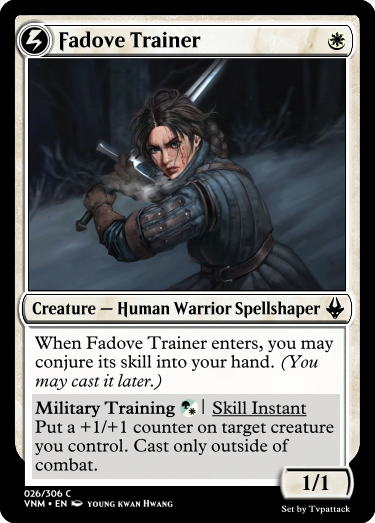 Fadove Trainer
Creature — Human Warrior Spellshaper
When Fadove Trainer enters, you may
conjure its skill into your hand. (You
may cast it later.)
Military Training | Skill Instant
Put a +1/+1 counter on target creature
you control. Cast only outside of
combat.
1/1
026/306 C
VNM • EN YOUNG KWAN HWANG
Set by Tvpattack